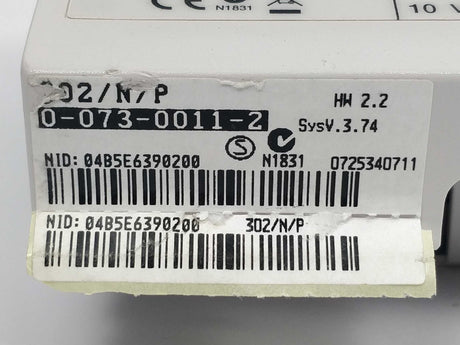 N1831
10 V
302/N/P
HW 2.2
0-073-0011-2
SysV.3.74
S
N1831
0725340711
NID: 04B5E6390200
NID: 04B5E6390200 302/N/P